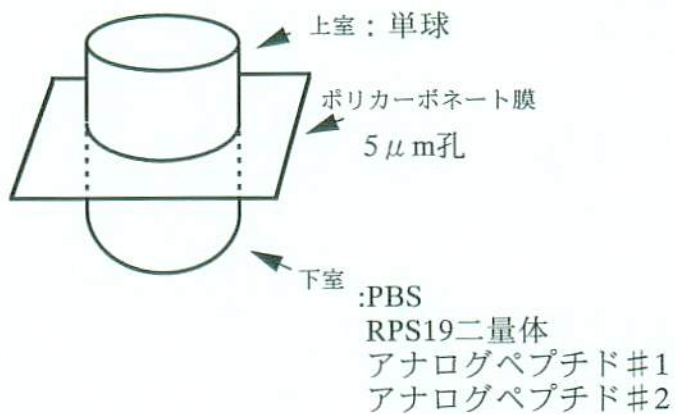 上室:単球
ポリカーボネート膜
5μm孔
下室
:PBS
RPS19二量体
アナログペプチド#1
アナログペプチド#2